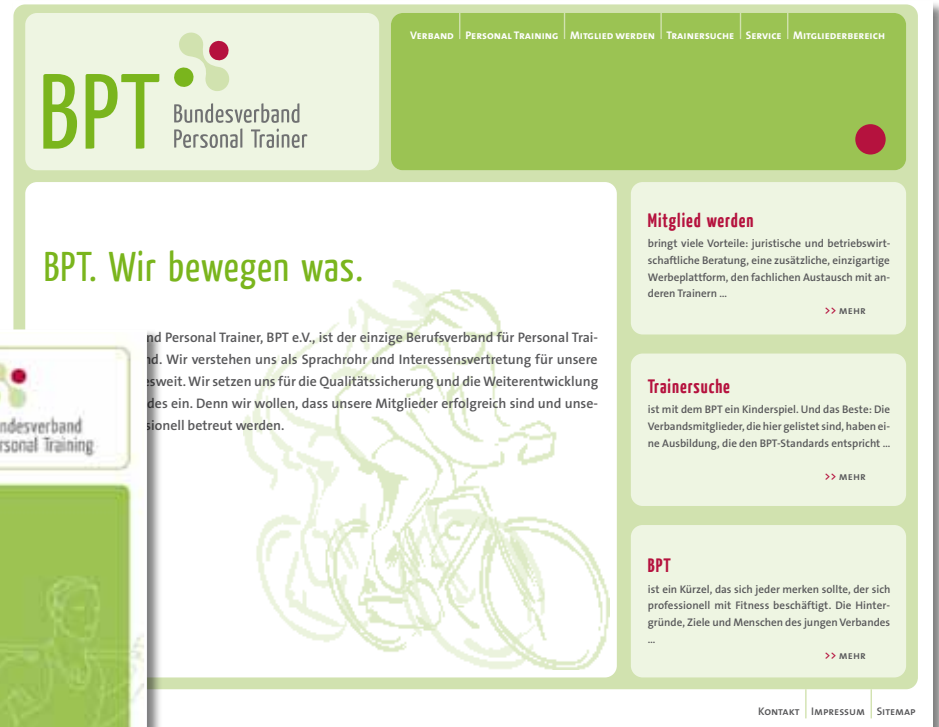 VERBAND PERSONAL TRAINING MITGLIED WERDEN TRAINERSUCHE SERVICE MITGLIEDERBEREICH
BPT Bundesverband
Personal Trainer
BPT. Wir bewegen was.
nd Personal Trainer, BPT e.V., ist der einzige Berufsverband für Personal Trai-
nd. Wir verstehen uns als Sprachrohr und Interessensvertretung für unsere
esweit. Wir setzen uns für die Qualitätssicherung und die Weiterentwicklung
des ein. Denn wir wollen, dass unsere Mitglieder erfolgreich sind und unse-
sionell betreut werden.
ndesverband
rsonal Training
Mitglied werden
bringt viele Vorteile: juristische und betriebswirt-
schaftliche Beratung, eine zusätzliche, einzigartige
Werbeplattform, den fachlichen Austausch mit an-
deren Trainern ...
>> MEHR
Trainersuche
ist mit dem BPT ein Kinderspiel. Und das Beste: Die
Verbandsmitglieder, die hier gelistet sind, haben ei-
ne Ausbildung, die den BPT-Standards entspricht ...
>> MEHR
BPT
ist ein Kürzel, das sich jeder merken sollte, der sich
professionell mit Fitness beschäftigt. Die Hinter-
gründe, Ziele und Menschen des jungen Verbandes
...
>> MEHR
KONTAKT IMPRESSUM SITEMAP